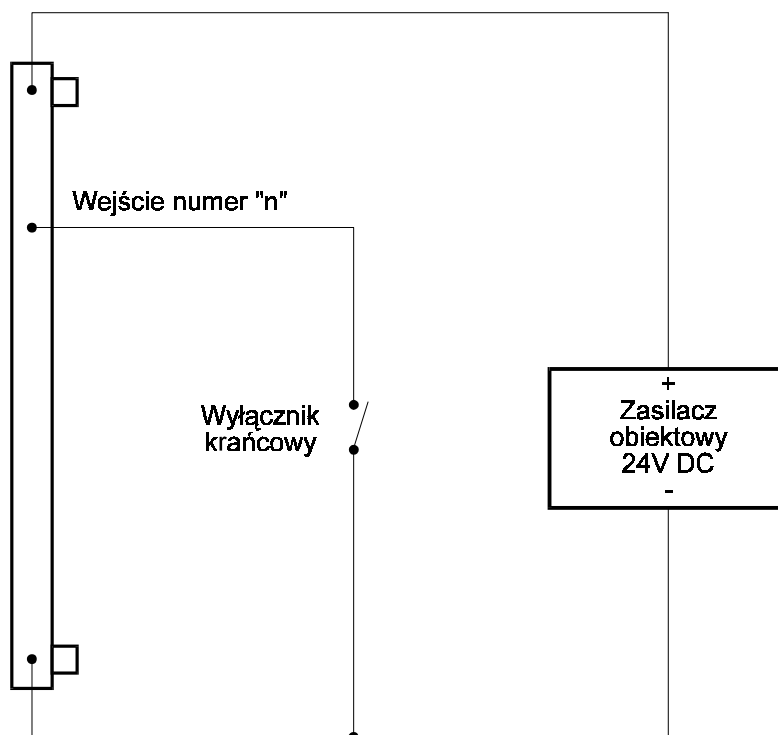 Wejście numer "n"
Wyłącznik
krańcowy
+
Zasilacz
obiektowy
24V DC
-